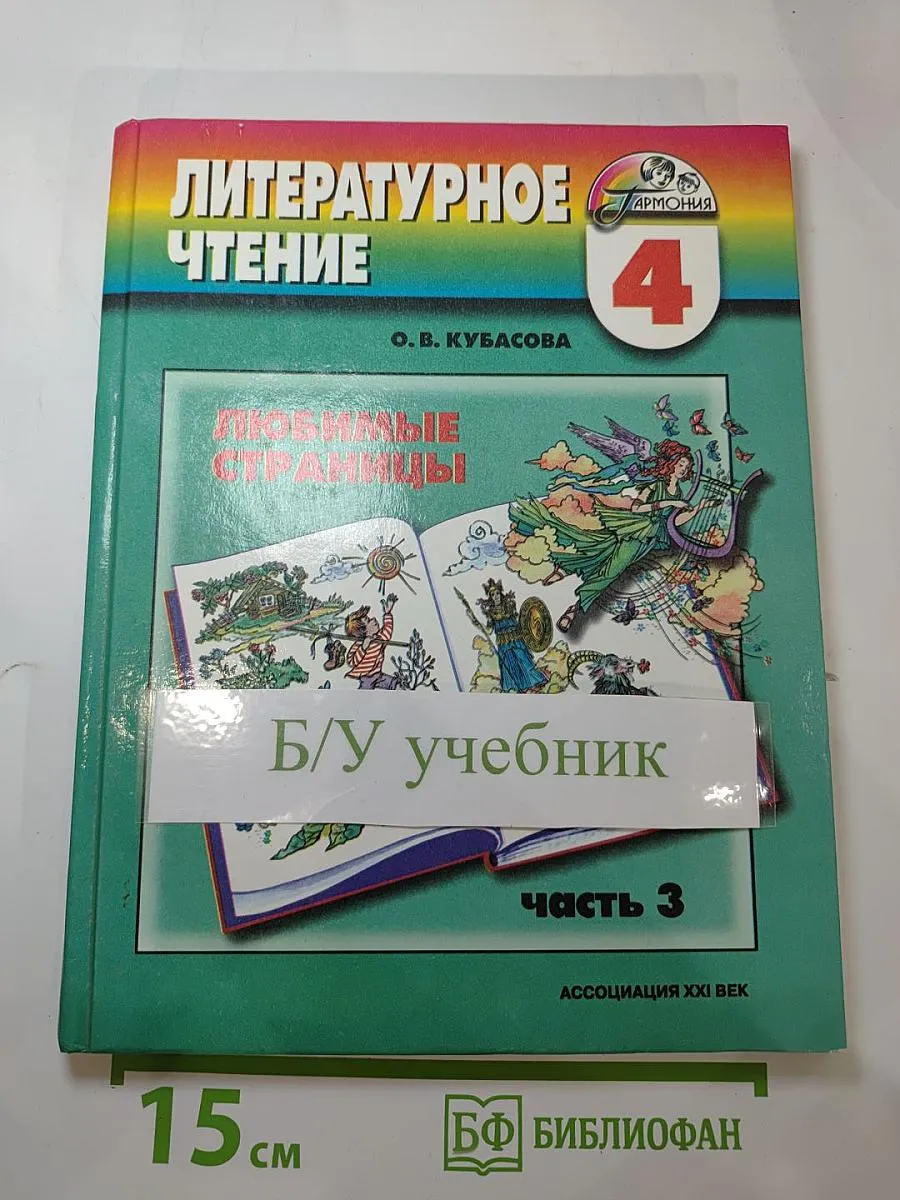 ЛИТЕРАТУРНОЕ
ЧТЕНИЕ
ГАРМОНИЯ
4
О. В. КУБАСОВА
ЛЮБИМЫЕ
СТРАНИЦЫ
Б/У учебник
часть 3
АССОЦИАЦИЯ XXI ВЕК
15 см
БФ БИБЛИОФАН